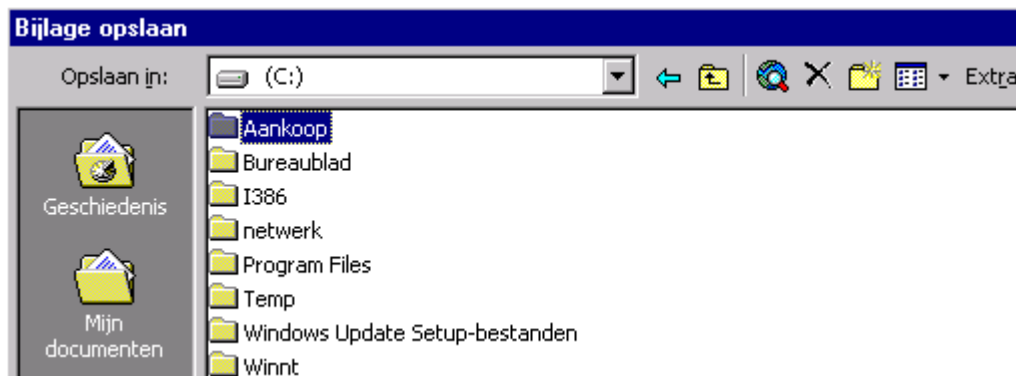 Bijlage opslaan
Opslaan in: (C:) Extra
Aankoop
Bureaublad
I386
Geschiedenis
netwerk
Program Files
Temp
Mijn
documenten
Windows Update Setup-bestanden
Winnt